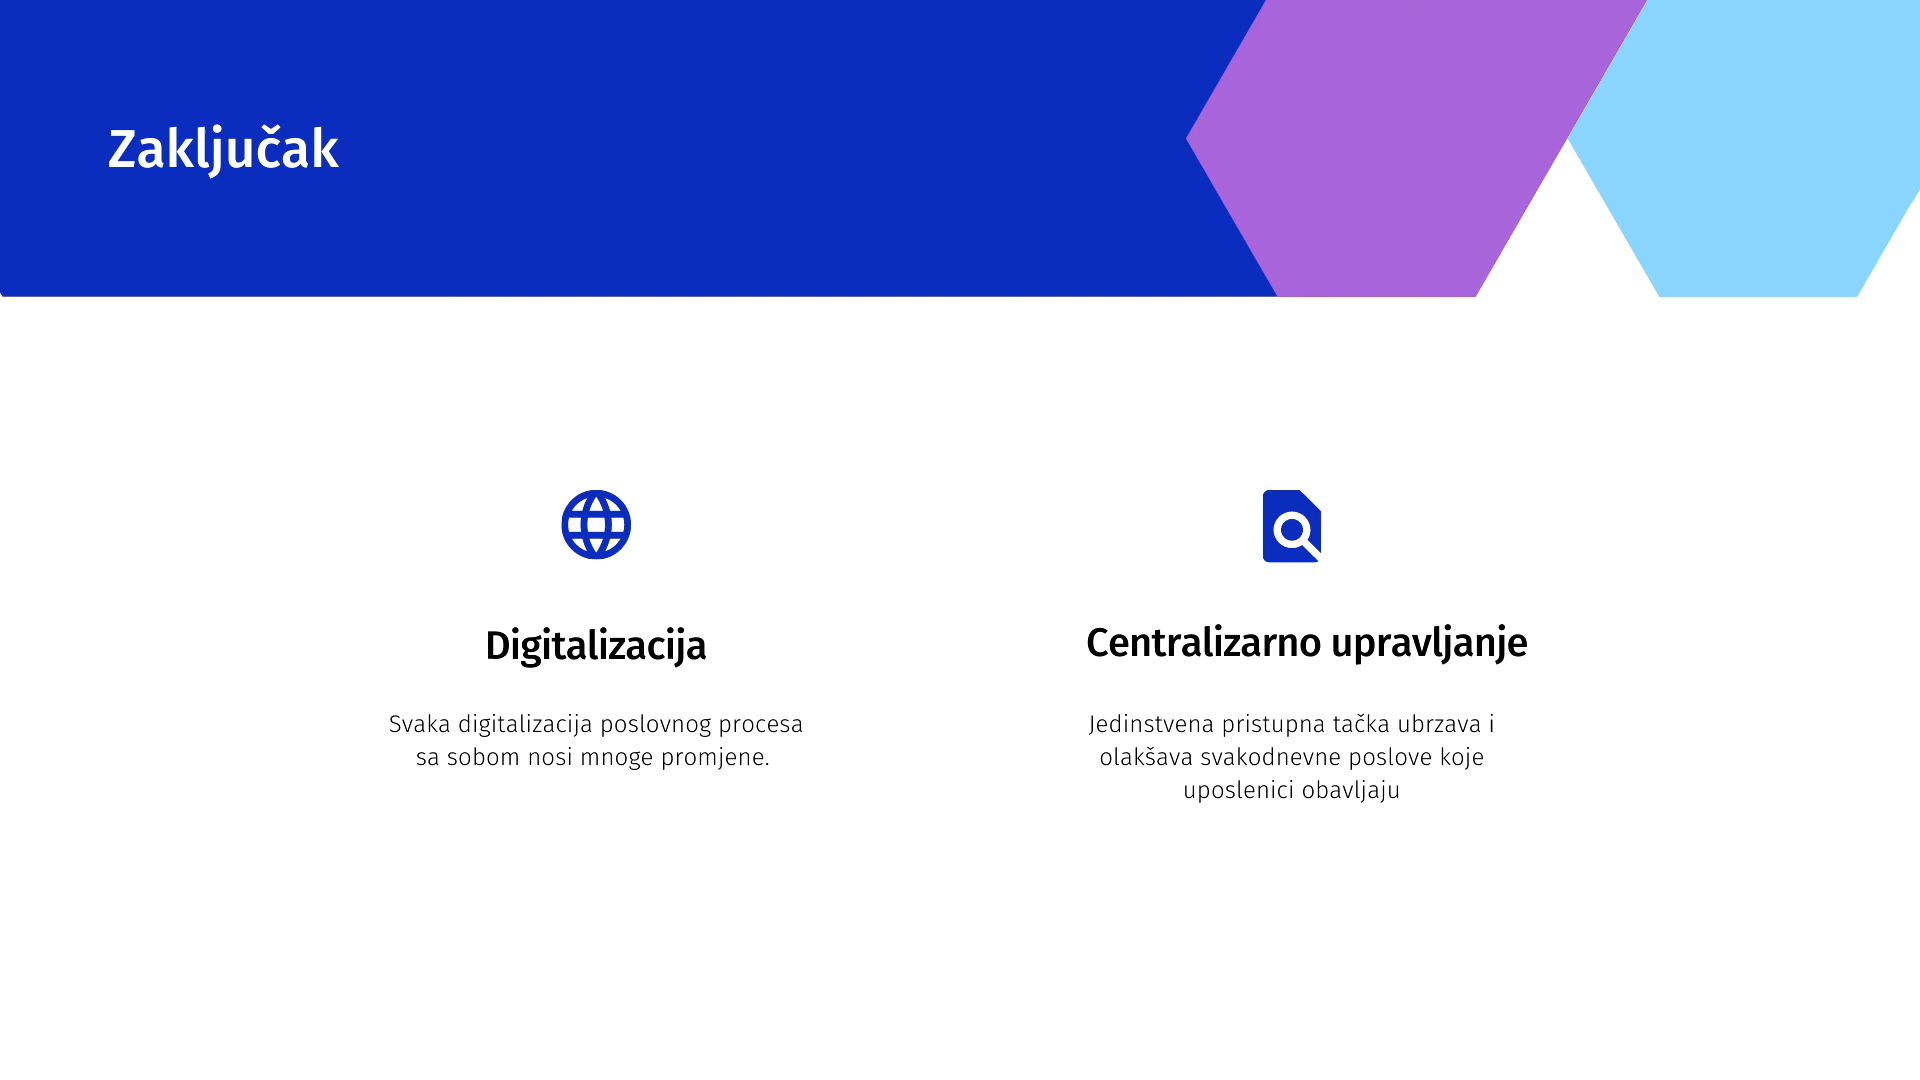 Zaključak
Digitalizacija
Svaka digitalizacija poslovnog procesa
sa sobom nosi mnoge promjene.
Centralizarno upravljanje
Jedinstvena pristupna tačka ubrzava i
olakšava svakodnevne poslove koje
uposlenici obavljaju